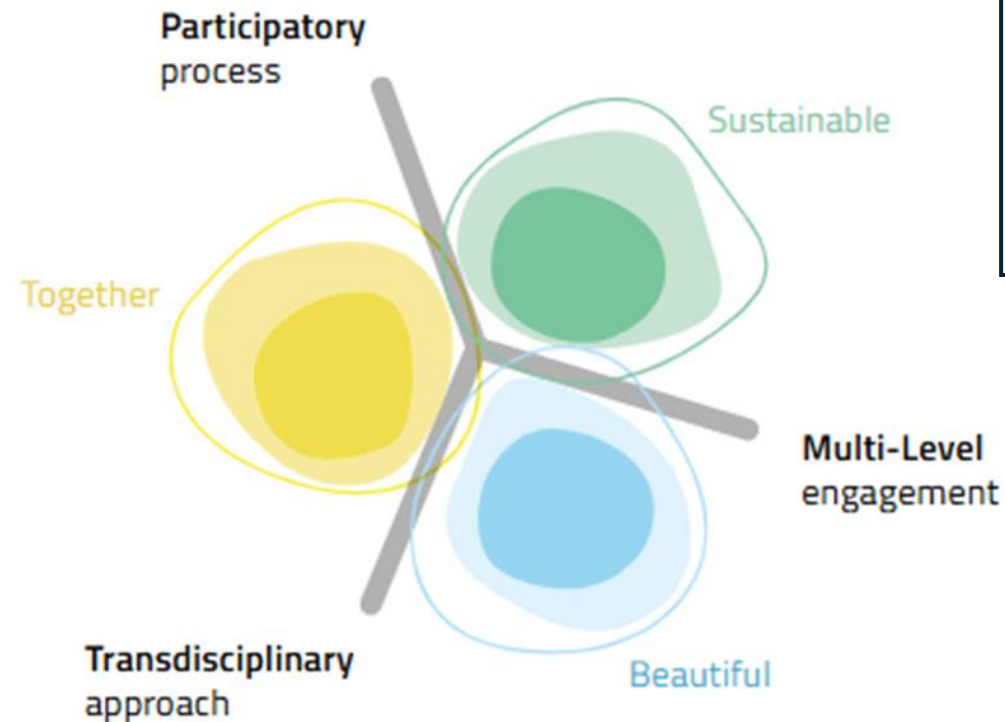 Participatory
process
Sustainable
Together
Multi-Level
engagement
Transdisciplinary
approach
Beautiful